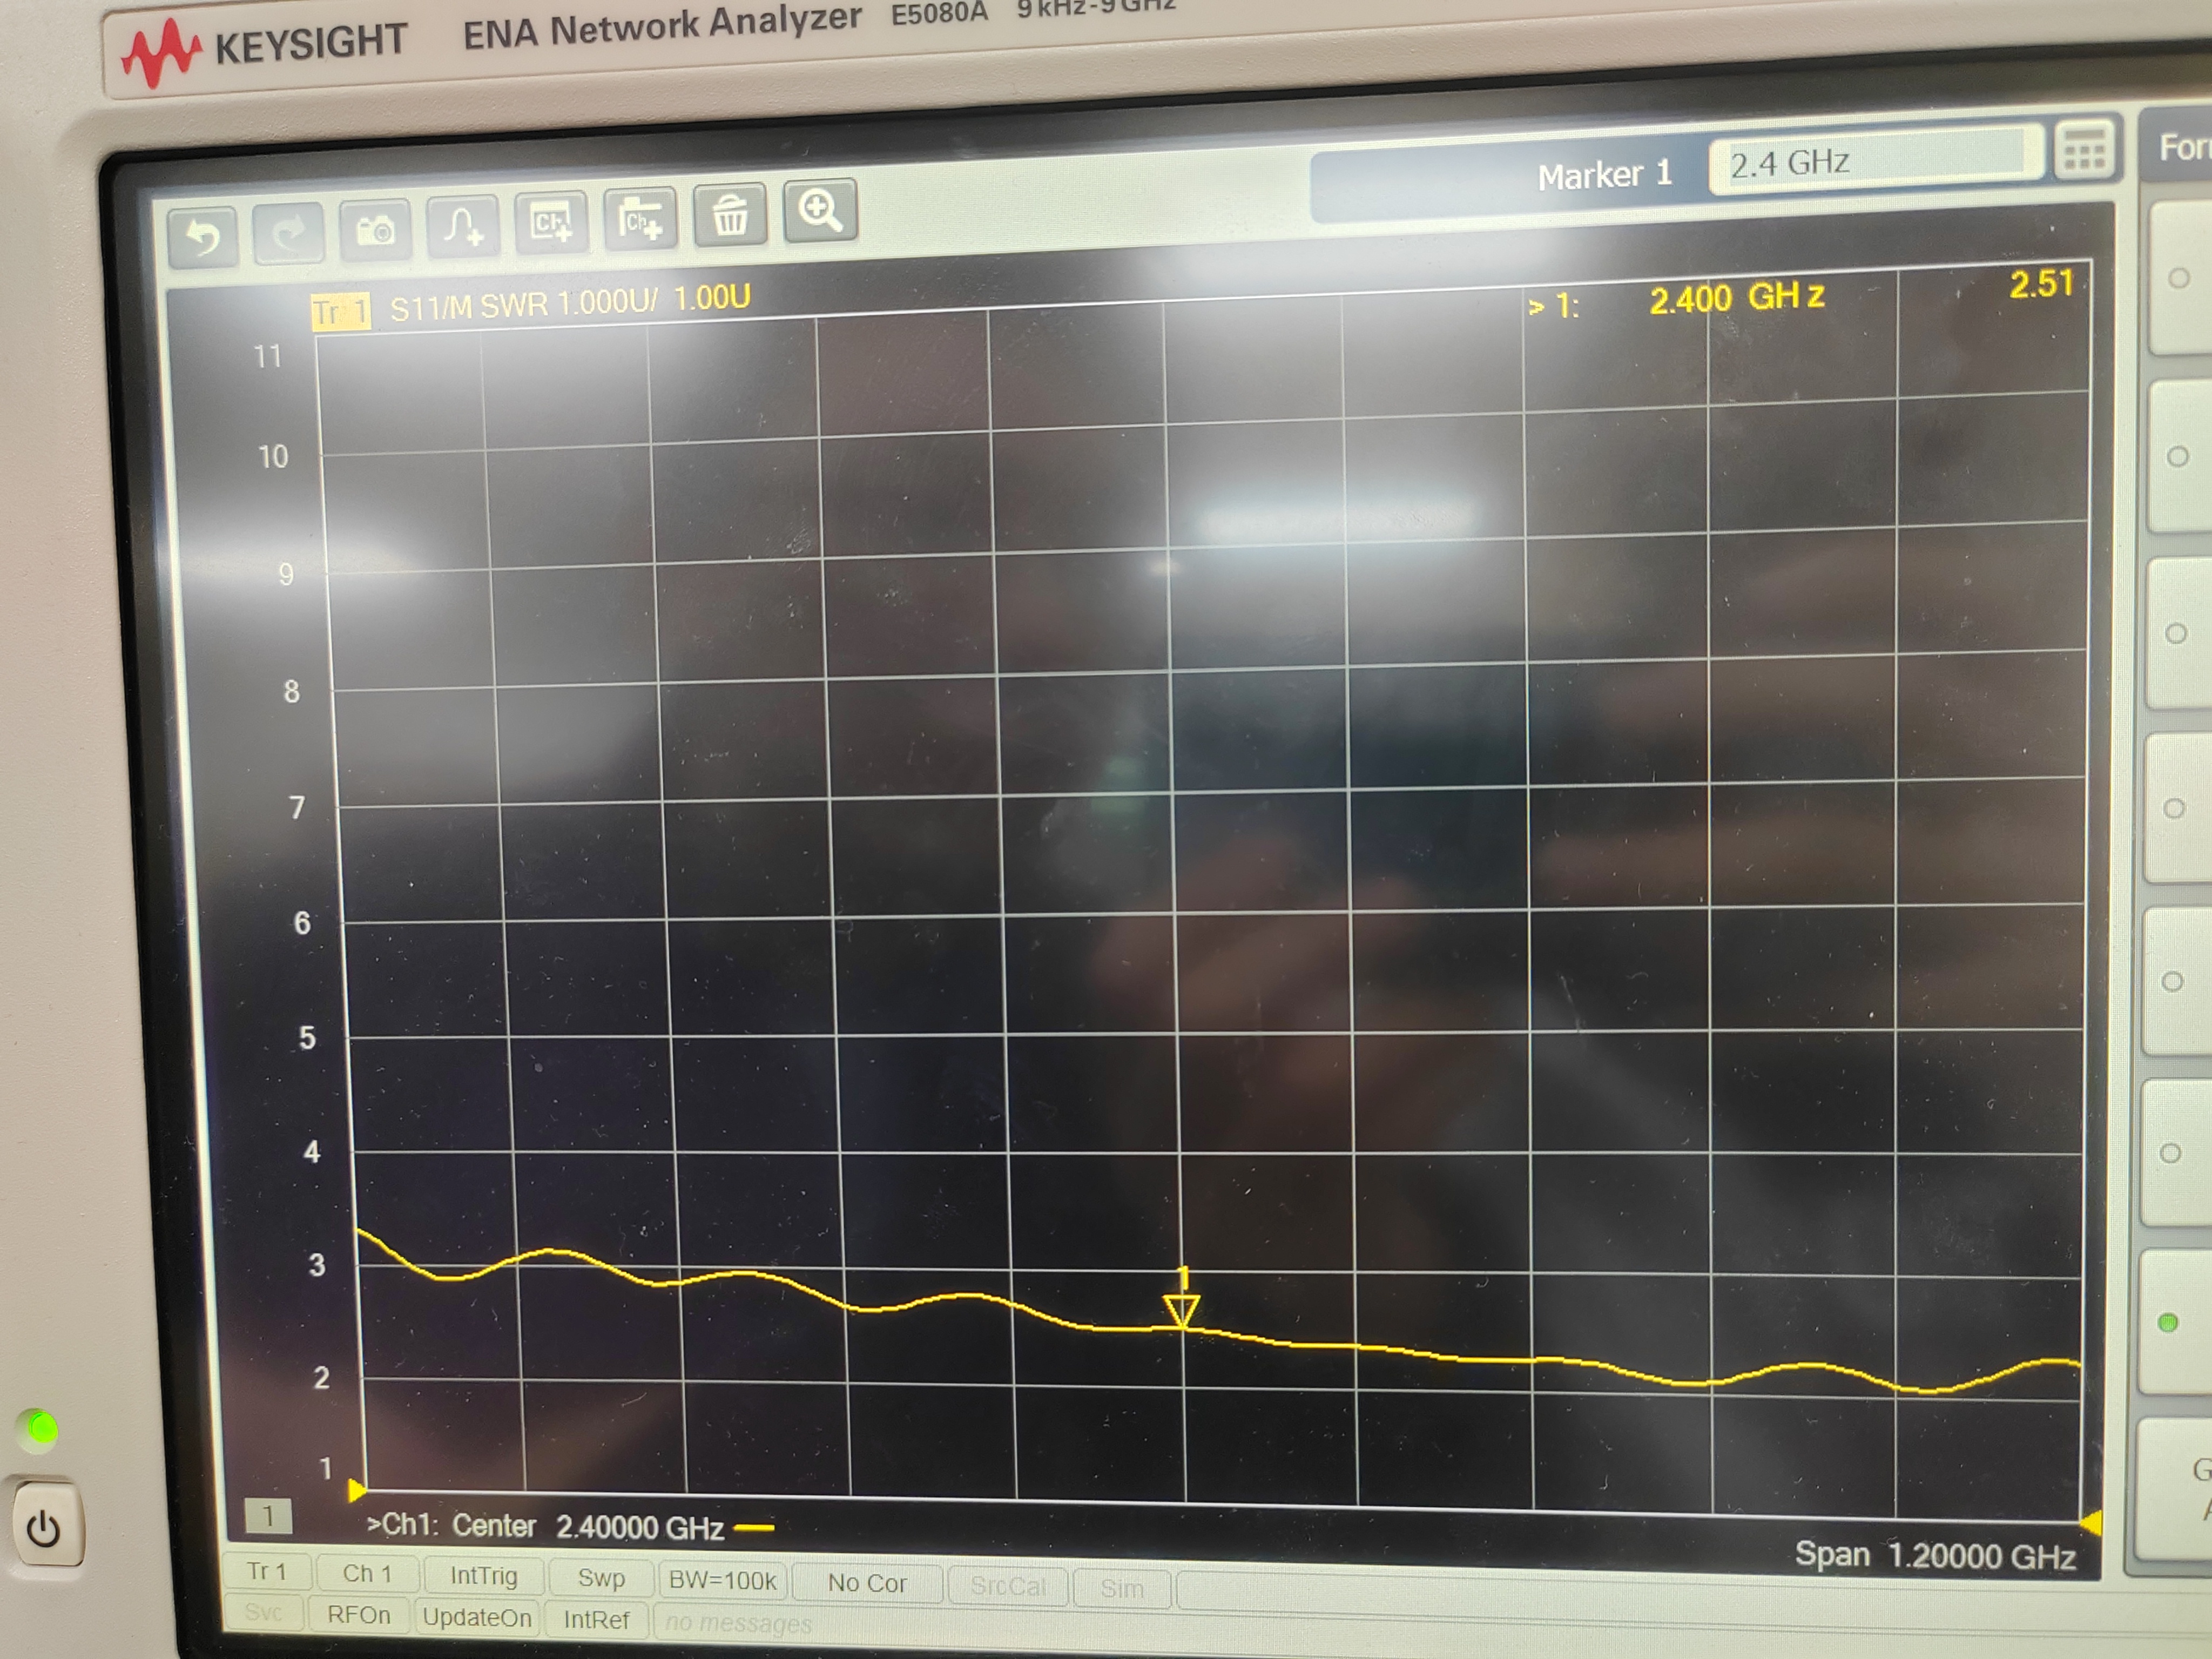 KEYSIGHT ENA Network Analyzer E5080A 9 kHz-9 GHz
Marker 1 2.4 GHz
Tr 1 S11/M SWR 1.000U/ 1.00U
> 1: 2.400 GHz 2.51
11
10
9
8
7
6
5
4
3
2
1
1
1
>Ch1: Center 2.40000 GHz
Span 1.20000 GHz
Tr 1 Ch 1 IntTrig Swp BW=100k No Cor SrcCal Sim
Svc RFOn UpdateOn IntRef no messages